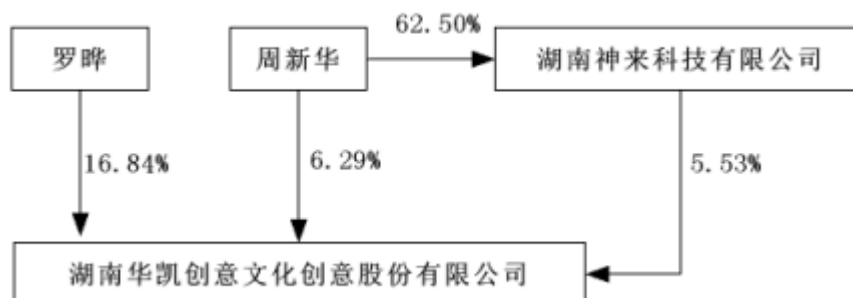 62.50%
罗晔
周新华
湖南神来科技有限公司
16.84%
6.29%
5.53%
湖南华凯创意文化创意股份有限公司